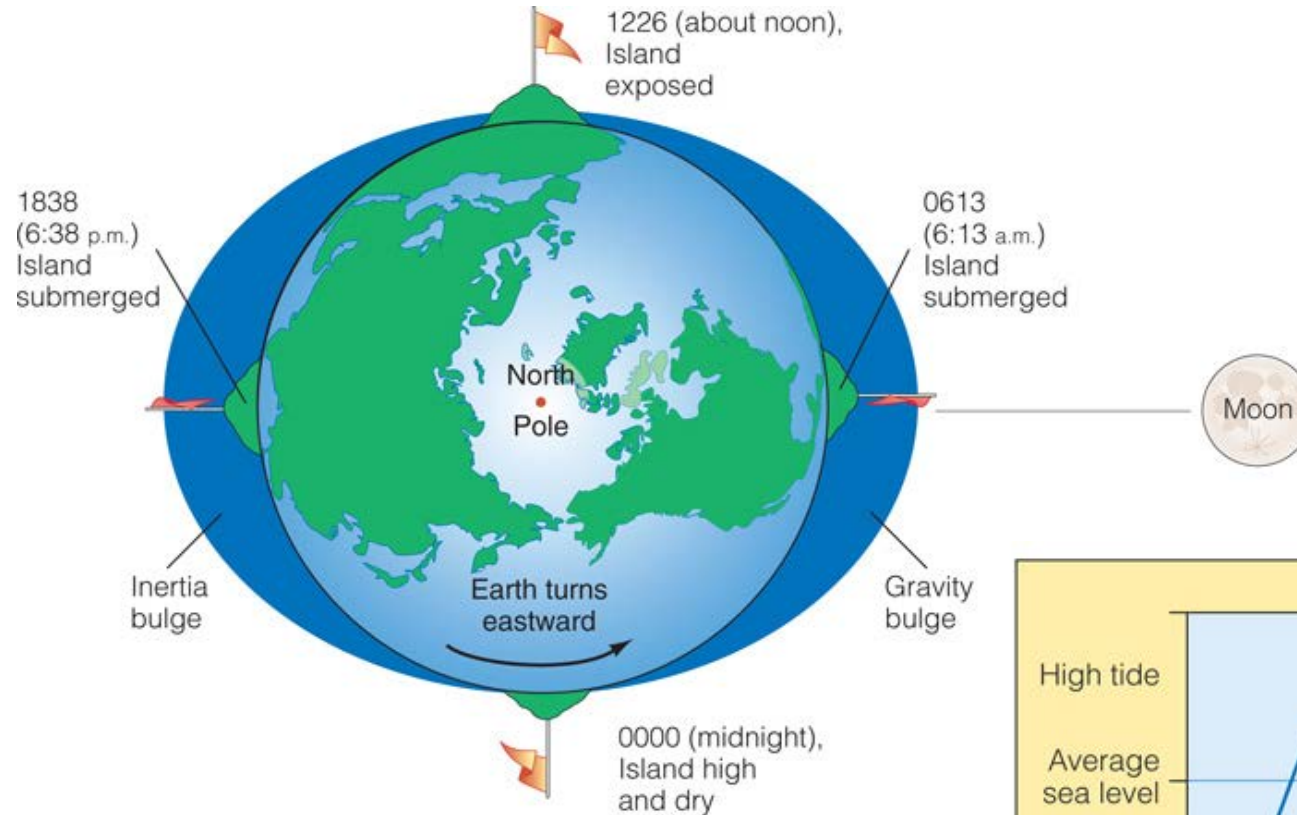 1226 (about noon),
Island
exposed
1838
(6:38 p.m.)
Island
submerged
0613
(6:13 a.m.)
Island
submerged
North
Pole
Moon
Inertia
bulge
Earth turns
eastward
Gravity
bulge
0000 (midnight),
Island high
and dry
High tide
Average
sea level